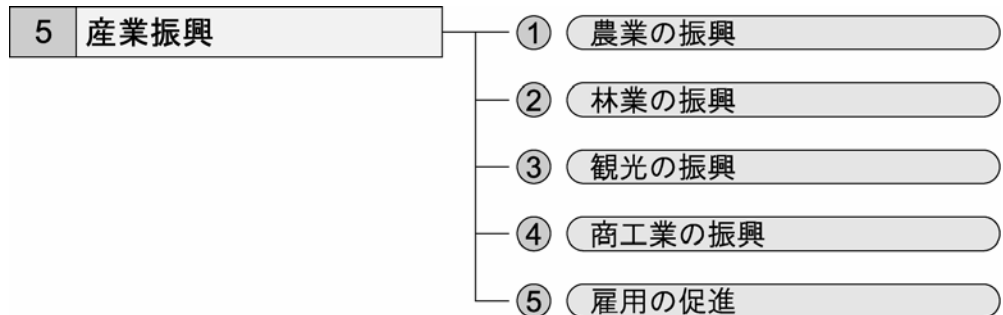 5 産業振興
① 農業の振興
② 林業の振興
③ 観光の振興
④ 商工業の振興
⑤ 雇用の促進